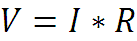 V = I * R